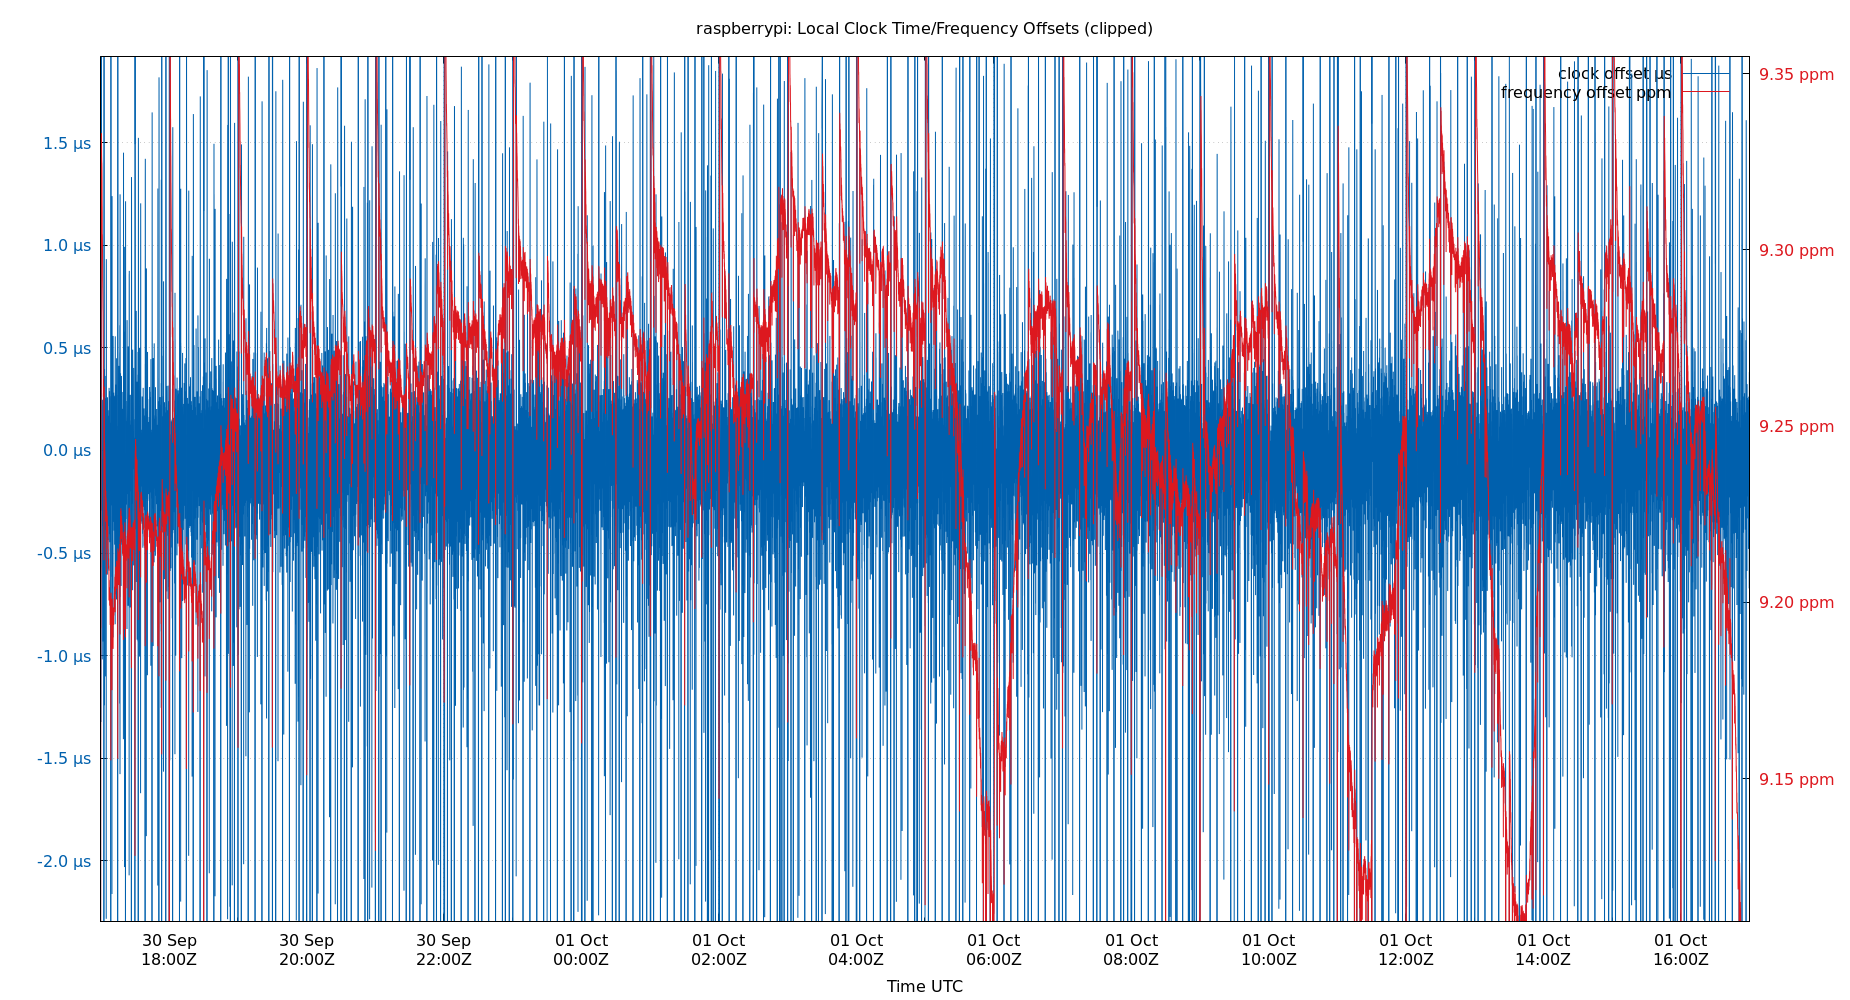 raspberrypi: Local Clock Time/Frequency Offsets (clipped)
clock offset µs
frequency offset ppm
1.5 µs
1.0 µs
0.5 µs
0.0 µs
-0.5 µs
-1.0 µs
-1.5 µs
-2.0 µs
9.35 ppm
9.30 ppm
9.25 ppm
9.20 ppm
9.15 ppm
30 Sep 30 Sep 30 Sep 01 Oct 01 Oct 01 Oct 01 Oct 01 Oct 01 Oct 01 Oct 01 Oct 01 Oct
18:00Z 20:00Z 22:00Z 00:00Z 02:00Z 04:00Z 06:00Z 08:00Z 10:00Z 12:00Z 14:00Z 16:00Z
Time UTC